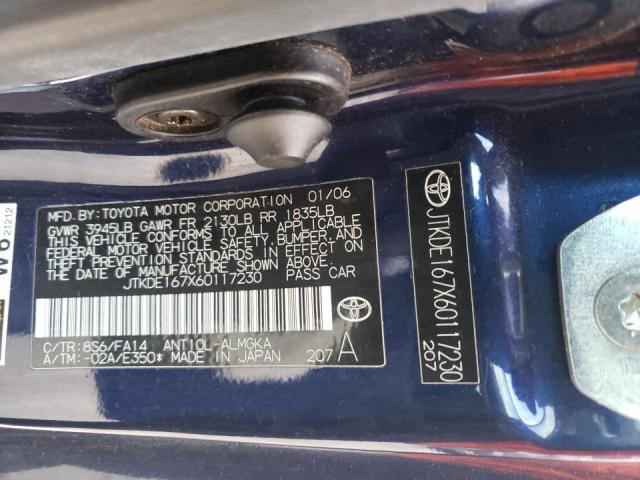 MFD.BY:TOYOTA MOTOR CORPORATION 01/06
GVWR 3945LB GAWR FR 2130LB RR 1835LB
THIS VEHICLE CONFORMS TO ALL APPLICABLE
FEDERAL MOTOR VEHICLE SAFETY,BUMPER,AND
THEFT PREVENTION STANDARDS IN EFFECT ON
THE DATE OF MANUFACTURE SHOWN ABOVE.
JTKDE167X60117230 PASS CAR
C/TR:8S6/FA14 ANT10L-ALMGKA
A/TM:-02A/E350* MADE IN JAPAN 207 A
JTKDE167X60117230
207
W6
21212